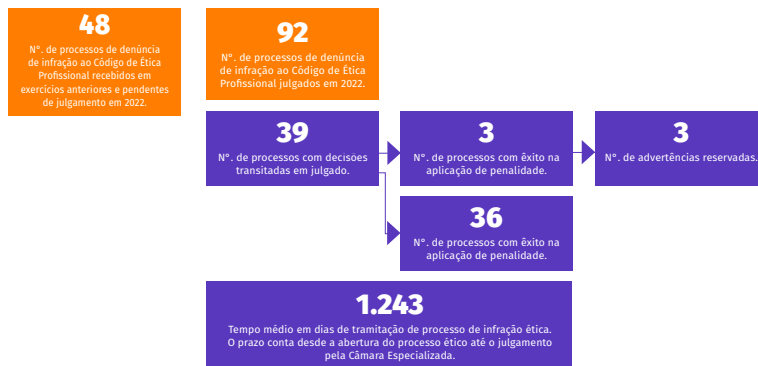 48
N°. de processos de denúncia
de infração ao Código de Ética
Profissional recebidos em
exercícios anteriores e pendentes
de julgamento em 2022.
92
N°. de processos de denúncia
de infração ao Código de Ética
Profissional julgados em 2022.
39
N°. de processos com decisões
transitadas em julgado.
3
N°. de processos com êxito na
aplicação de penalidade.
3
N°. de advertências reservadas.
36
N°. de processos com êxito na
aplicação de penalidade.
1.243
Tempo médio em dias de tramitação de processo de infração ética.
O prazo conta desde a abertura do processo ético até o julgamento
pela Câmara Especializada.